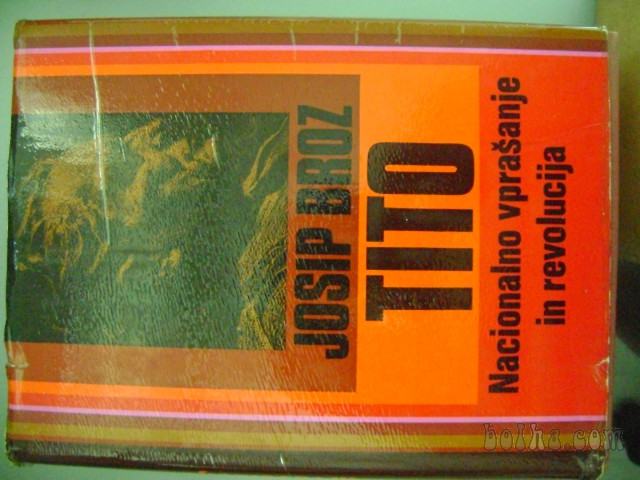 JOSIP BROZ
TITO
Nacionalno vprašanje
in revolucija
bolha.com